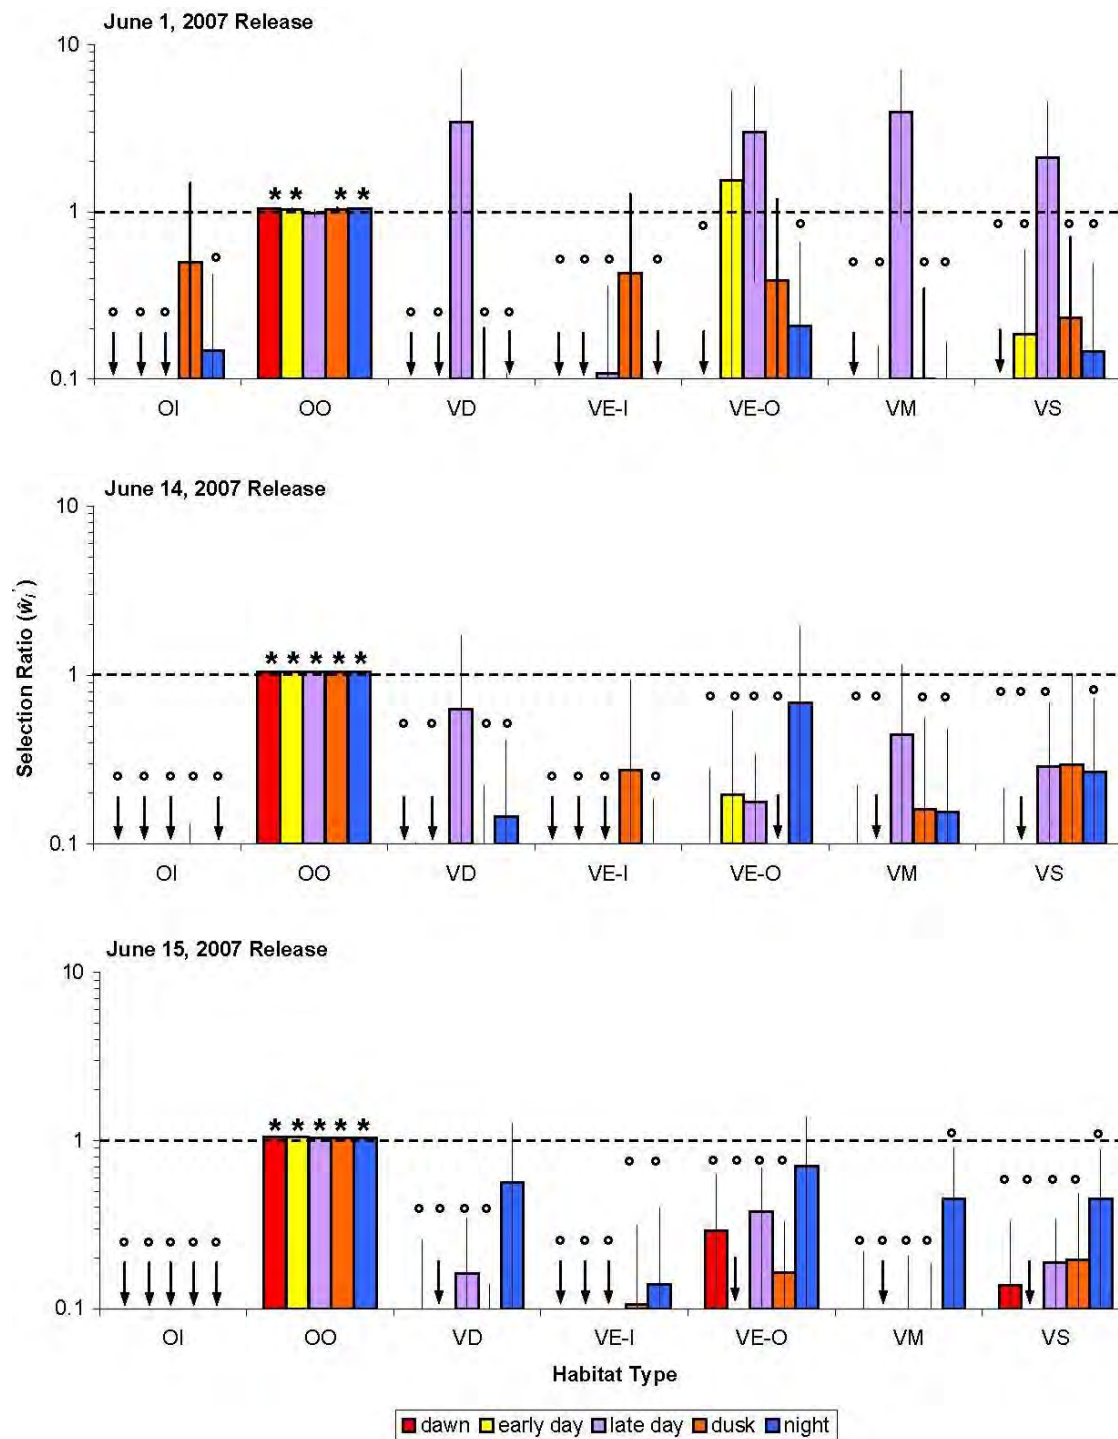 June 1, 2007 Release
10
1
0.1
* * * *
OI OO VD VE-I VE-O VM VS
June 14, 2007 Release
10
1
0.1
* * * * *
OI OO VD VE-I VE-O VM VS
Selection Ratio (ŵᵢ')
June 15, 2007 Release
10
1
0.1
* * * * *
OI OO VD VE-I VE-O VM VS
Habitat Type
dawn early day late day dusk night